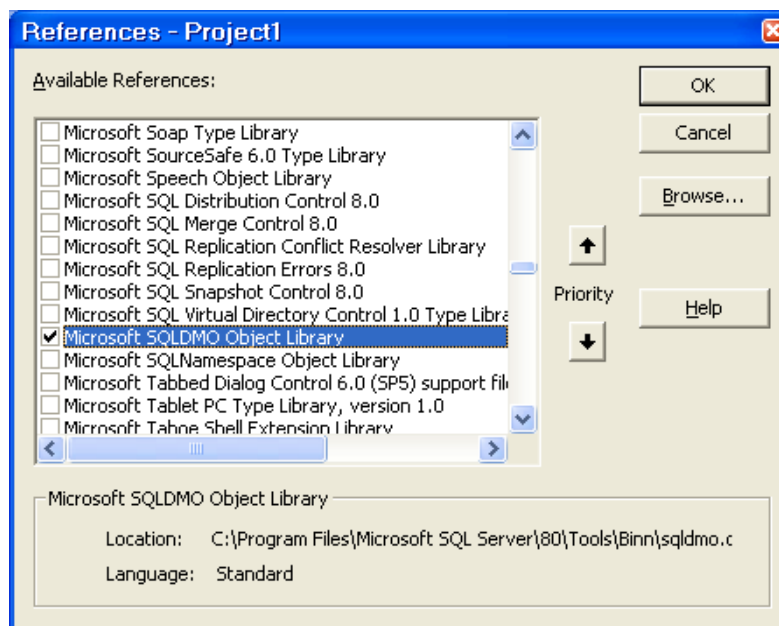 References - Project1
Available References:
Microsoft Soap Type Library
Microsoft SourceSafe 6.0 Type Library
Microsoft Speech Object Library
Microsoft SQL Distribution Control 8.0
Microsoft SQL Merge Control 8.0
Microsoft SQL Replication Conflict Resolver Library
Microsoft SQL Replication Errors 8.0
Microsoft SQL Snapshot Control 8.0
Microsoft SQL Virtual Directory Control 1.0 Type Libra
Microsoft SQLDMO Object Library
Microsoft SQLNamespace Object Library
Microsoft Tabbed Dialog Control 6.0 (SP5) support fil
Microsoft Tablet PC Type Library, version 1.0
Microsoft Tahoe Shell Extension Library
Priority
OK
Cancel
Browse...
Help
Microsoft SQLDMO Object Library
Location: C:\Program Files\Microsoft SQL Server\80\Tools\Binn\sqldmo.c
Language: Standard